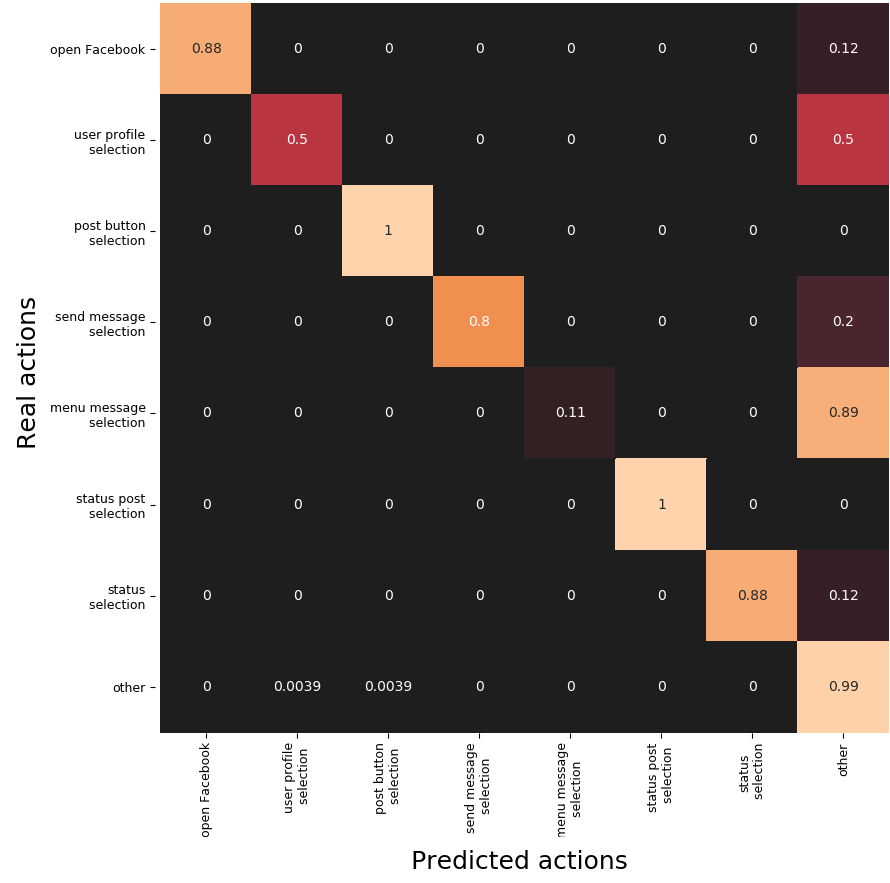 open Facebook
0.88 0 0 0 0 0 0 0.12
user profile
selection
0 0.5 0 0 0 0 0 0.5
post button
selection
0 0 1 0 0 0 0 0
send message
selection
0 0 0 0.8 0 0 0 0.2
menu message
selection
0 0 0 0 0.11 0 0 0.89
status post
selection
0 0 0 0 0 1 0 0
status
selection
0 0 0 0 0 0 0.88 0.12
other
0 0.0039 0.0039 0 0 0 0 0.99
Real actions
open Facebook
user profile
selection
post button
selection
send message
selection
menu message
selection
status post
selection
status
selection
other
Predicted actions